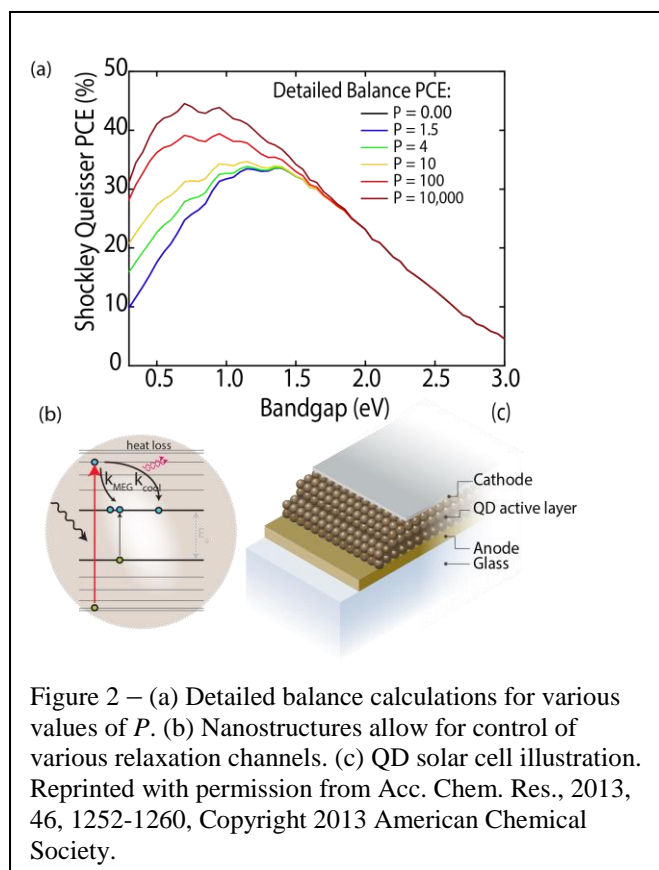 (a)
Shockley Queisser PCE (%)
50
40
30
20
10
0
Detailed Balance PCE:
P = 0.00
P = 1.5
P = 4
P = 10
P = 100
P = 10,000
0.5
1.0
1.5
2.0
2.5
3.0
Bandgap (eV)
(b)
heat loss
kMEG
kcool
(c)
Cathode
QD active layer
Anode
Glass
Figure 2 – (a) Detailed balance calculations for various
values of P. (b) Nanostructures allow for control of
various relaxation channels. (c) QD solar cell illustration.
Reprinted with permission from Acc. Chem. Res., 2013,
46, 1252-1260, Copyright 2013 American Chemical
Society.